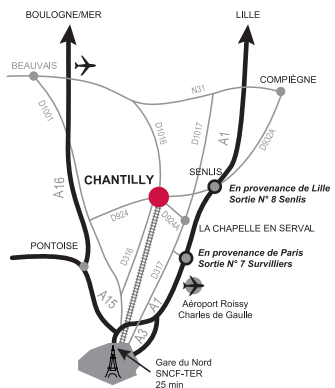 BOULOGNE/MER
LILLE
BEAUVAIS
COMPIÈGNE
N31
D1001
D1016
D1017
A1
D932A
A16
SENLIS
CHANTILLY
En provenance de Lille
Sortie N° 8 Senlis
D924
D924A
LA CHAPELLE EN SERVAL
PONTOISE
D316
D317
En provenance de Paris
Sortie N° 7 Survilliers
A15
A1
A3
Aéroport Roissy
Charles de Gaulle
Gare du Nord
SNCF-TER
25 min